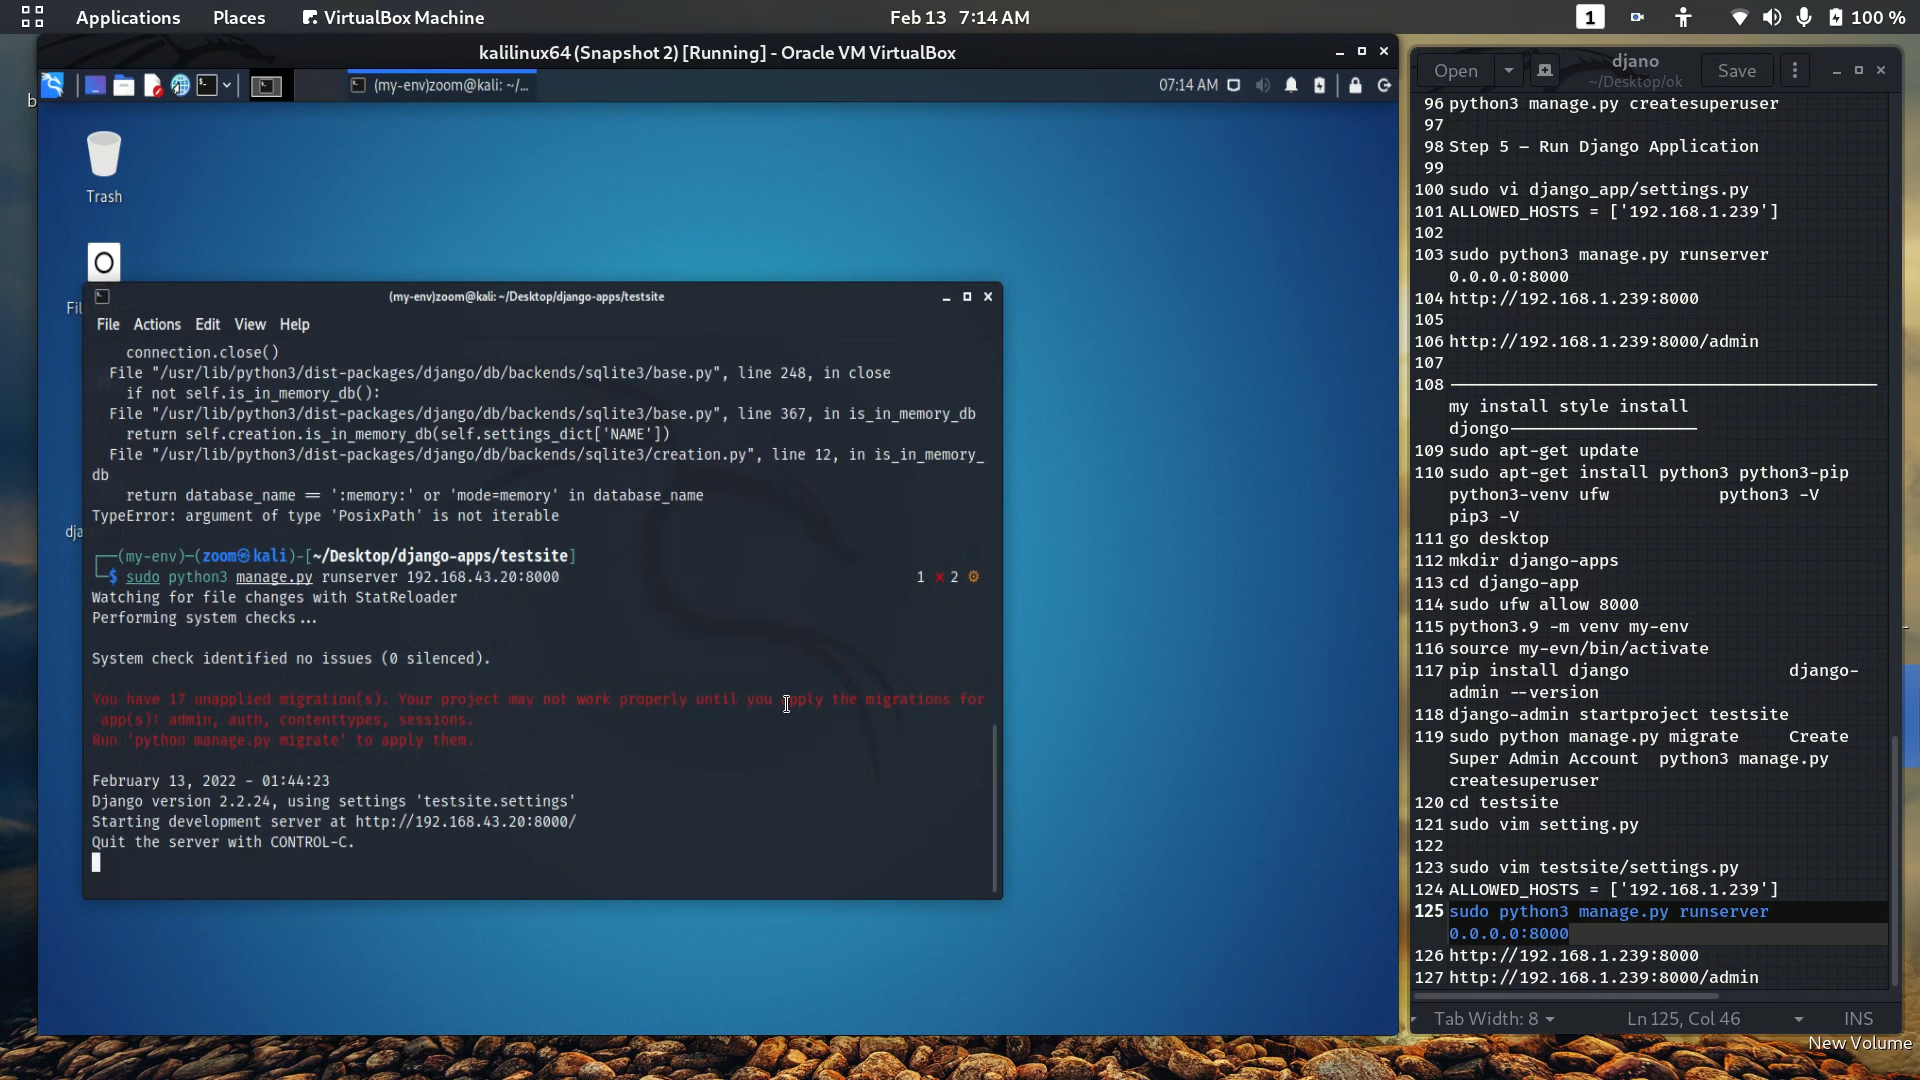 Applications Places VirtualBox Machine Feb 13 7:14 AM 1 100 %
kalilinux64 (Snapshot 2) [Running] - Oracle VM VirtualBox
(my-env)zoom@kali: ~/... 07:14 AM
Trash
(my-env)zoom@kali: ~/Desktop/django-apps/testsite
File Actions Edit View Help
connection.close()
File "/usr/lib/python3/dist-packages/django/db/backends/sqlite3/base.py", line 248, in close
if not self.is_in_memory_db():
File "/usr/lib/python3/dist-packages/django/db/backends/sqlite3/base.py", line 367, in is_in_memory_db
return self.creation.is_in_memory_db(self.settings_dict['NAME'])
File "/usr/lib/python3/dist-packages/django/db/backends/sqlite3/creation.py", line 12, in is_in_memory_
db
return database_name == ':memory:' or 'mode=memory' in database_name
TypeError: argument of type 'PosixPath' is not iterable
┌──(my-env)─(zoom㉿kali)-[~/Desktop/django-apps/testsite]
└─$ sudo python3 manage.py runserver 192.168.43.20:8000 1 ⨯ 2 ⚙
Watching for file changes with StatReloader
Performing system checks...
System check identified no issues (0 silenced).
You have 17 unapplied migration(s). Your project may not work properly until you apply the migrations for
app(s): admin, auth, contenttypes, sessions.
Run 'python manage.py migrate' to apply them.
February 13, 2022 - 01:44:23
Django version 2.2.24, using settings 'testsite.settings'
Starting development server at http://192.168.43.20:8000/
Quit the server with CONTROL-C.
Open djano Save
~/Desktop/ok
96 python3 manage.py createsuperuser
97
98 Step 5 – Run Django Application
99
100 sudo vi django_app/settings.py
101 ALLOWED_HOSTS = ['192.168.1.239']
102
103 sudo python3 manage.py runserver
0.0.0.0:8000
104 http://192.168.1.239:8000
105
106 http://192.168.1.239:8000/admin
107
108 ----------------------------------------
my install style install
djongo------------------
109 sudo apt-get update
110 sudo apt-get install python3 python3-pip
python3-venv ufw python3 -V
pip3 -V
111 go desktop
112 mkdir django-apps
113 cd django-app
114 sudo ufw allow 8000
115 python3.9 -m venv my-env
116 source my-evn/bin/activate
117 pip install django django-
admin --version
118 django-admin startproject testsite
119 sudo python manage.py migrate Create
Super Admin Account python3 manage.py
createsuperuser
120 cd testsite
121 sudo vim setting.py
122
123 sudo vim testsite/settings.py
124 ALLOWED_HOSTS = ['192.168.1.239']
125 sudo python3 manage.py runserver
0.0.0.0:8000
126 http://192.168.1.239:8000
127 http://192.168.1.239:8000/admin
Tab Width: 8 Ln 125, Col 46 INS
New Volume